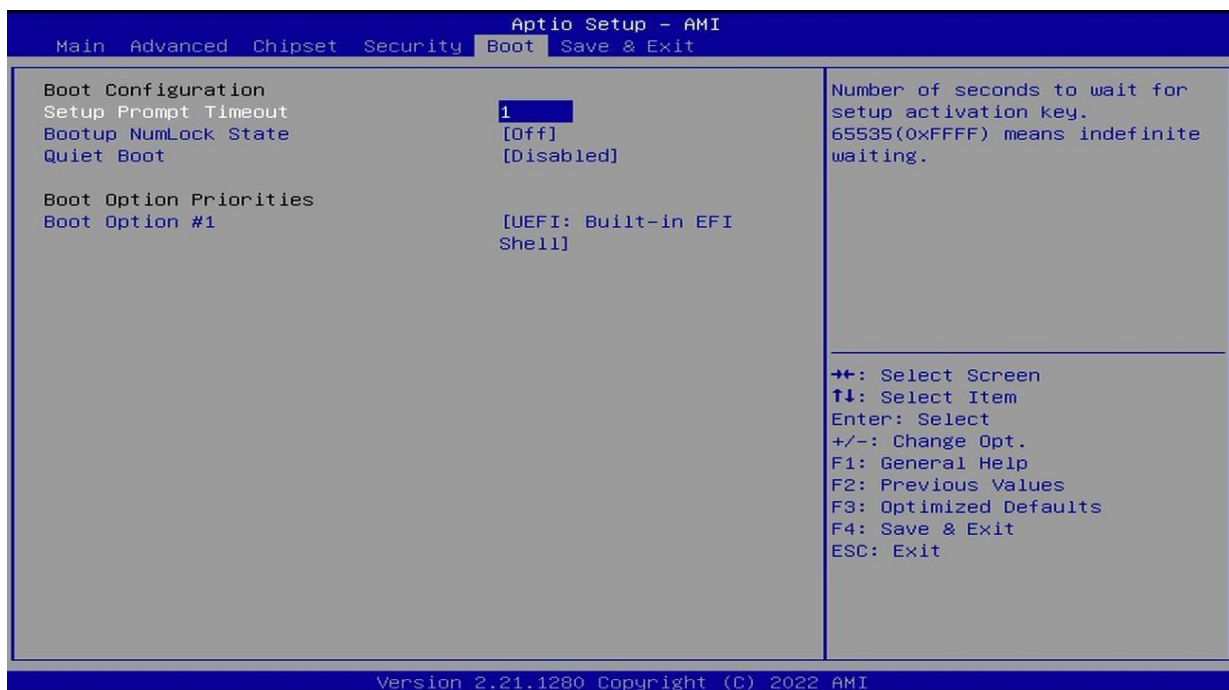 Aptio Setup – AMI
Main Advanced Chipset Security Boot Save & Exit
Boot Configuration
Setup Prompt Timeout 1
Bootup NumLock State [Off]
Quiet Boot [Disabled]
Boot Option Priorities
Boot Option #1 [UEFI: Built-in EFI
Shell]
Number of seconds to wait for
setup activation key.
65535(0xFFFF) means indefinite
waiting.
→←: Select Screen
↑↓: Select Item
Enter: Select
+/-: Change Opt.
F1: General Help
F2: Previous Values
F3: Optimized Defaults
F4: Save & Exit
ESC: Exit
Version 2.21.1280 Copyright (C) 2022 AMI